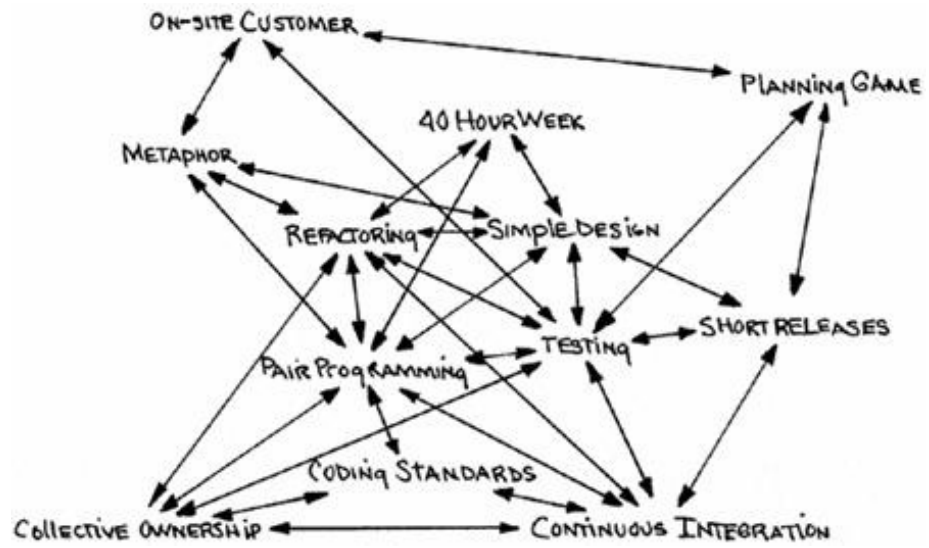 ON-SITE CUSTOMER
PLANNING GAME
40 HOUR WEEK
METAPHOR
REFACTORING
SIMPLE DESIGN
SHORT RELEASES
TESTING
PAIR PROGRAMMING
CODING STANDARDS
COLLECTIVE OWNERSHIP
CONTINUOUS INTEGRATION